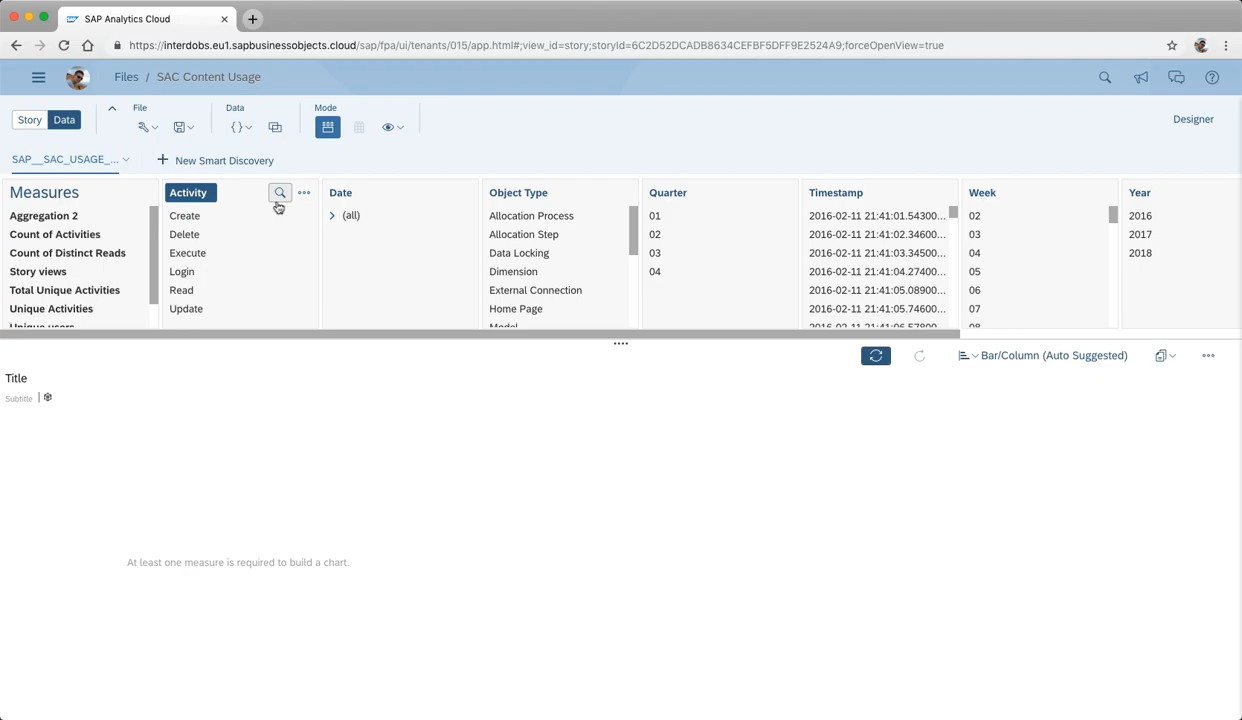 SAP Analytics Cloud
https://interdobs.eu1.sapbusinessobjects.cloud/sap/fpa/ui/tenants/015/app.html#;view_id=story;storyId=6C2D52DCADB8634CEFBF5DFF9E2524A9;forceOpenView=true
Files / SAC Content Usage
File Data Mode
Story Data Designer
SAP__SAC_USAGE_... New Smart Discovery
Measures
Aggregation 2
Count of Activities
Count of Distinct Reads
Story views
Total Unique Activities
Unique Activities
Unique users
Activity
Create
Delete
Execute
Login
Read
Update
Date
(all)
Object Type
Allocation Process
Allocation Step
Data Locking
Dimension
External Connection
Home Page
Model
Quarter
01
02
03
04
Timestamp
2016-02-11 21:41:01.54300...
2016-02-11 21:41:02.34600...
2016-02-11 21:41:03.34500...
2016-02-11 21:41:04.27400...
2016-02-11 21:41:05.08900...
2016-02-11 21:41:05.74600...
2016-02-11 21:41:06.57800...
Week
02
03
04
05
06
07
08
Year
2016
2017
2018
Bar/Column (Auto Suggested)
Title
Subtitle
At least one measure is required to build a chart.